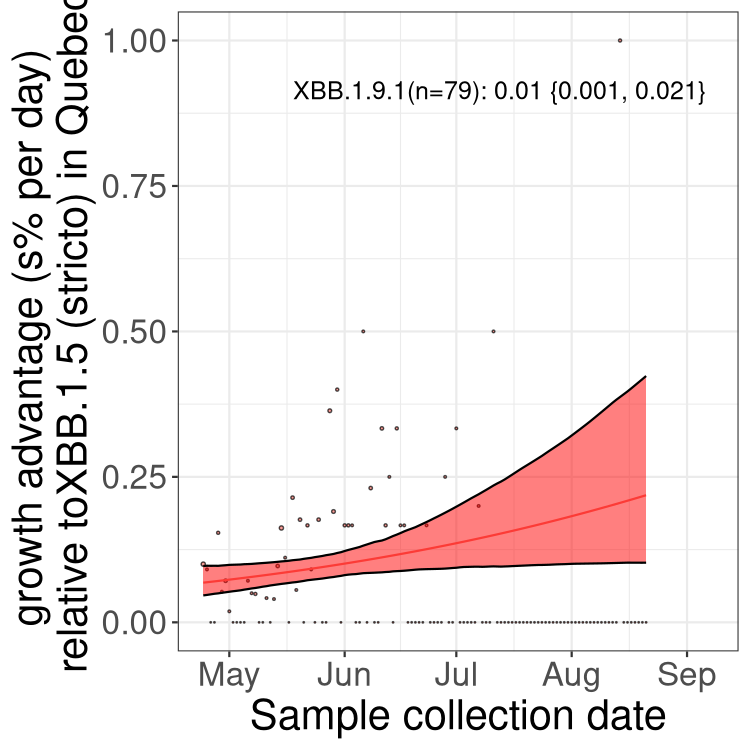 growth advantage (s% per day)
relative toXBB.1.5 (stricto) in Quebec
1.00
0.75
0.50
0.25
0.00
XBB.1.9.1(n=79): 0.01 {0.001, 0.021}
May Jun Jul Aug Sep
Sample collection date